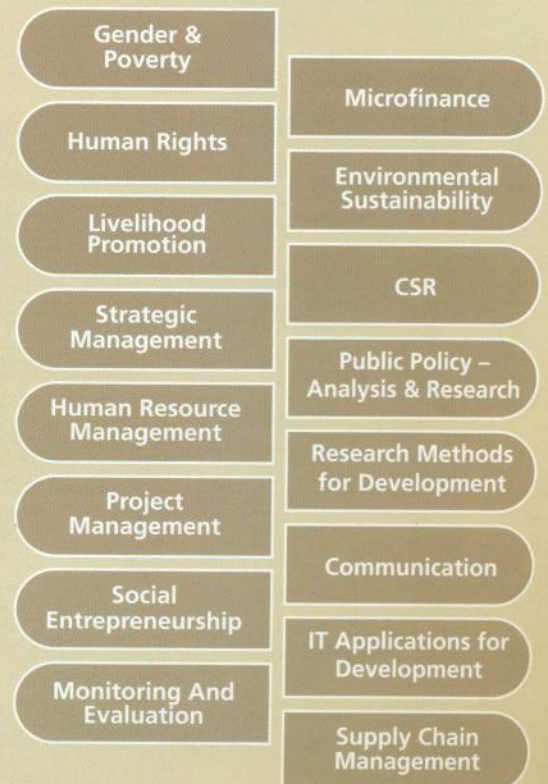 Gender &
Poverty
Human Rights
Livelihood
Promotion
Strategic
Management
Human Resource
Management
Project
Management
Social
Entrepreneurship
Monitoring And
Evaluation
Microfinance
Environmental
Sustainability
CSR
Public Policy –
Analysis & Research
Research Methods
for Development
Communication
IT Applications for
Development
Supply Chain
Management